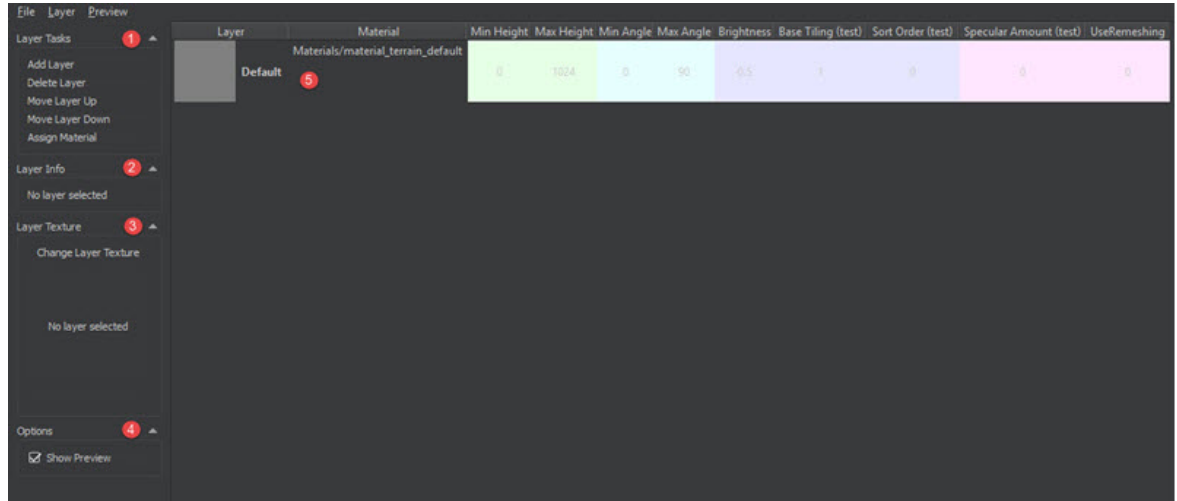 File Layer Preview
Layer Tasks 1
Add Layer
Delete Layer
Move Layer Up
Move Layer Down
Assign Material
Layer Info 2
No layer selected
Layer Texture 3
Change Layer Texture
No layer selected
Options 4
Show Preview
Layer Material Min Height Max Height Min Angle Max Angle Brightness Base Tiling (test) Sort Order (test) Specular Amount (test) UseRemeshing
Materials/material_terrain_default
Default 5 0 1024 0 90 0.5 1 0 0 0